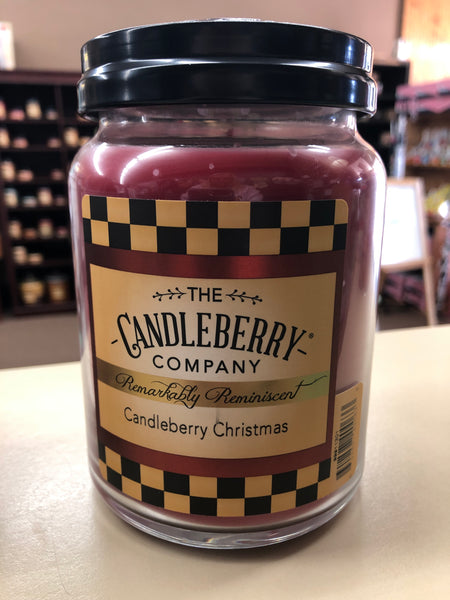 THE
CANDLEBERRY®
COMPANY
Remarkably Reminiscent
Candleberry Christmas